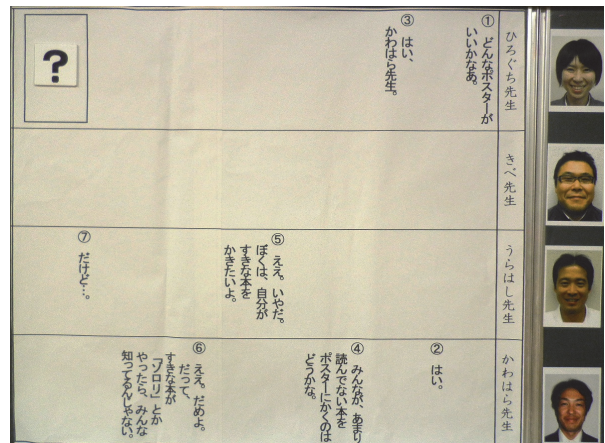 ひろぐち先生
① どんなポスターが
いいかなあ。
③ はい、
かわはら先生。
?
きべ先生
うらはし先生
⑤ ええ。いやだ。
ぼくは、自分が
すきな本を
かきたいよ。
⑦ だけど…。
かわはら先生
② はい。
④ みんなが、あまり
読んでない本を
ポスターにかくのは
どうかな。
⑥ ええ。だめよ。
だって、
すきな本が
「ゾロリ」とか
やったら、みんな
知ってるんじゃない。